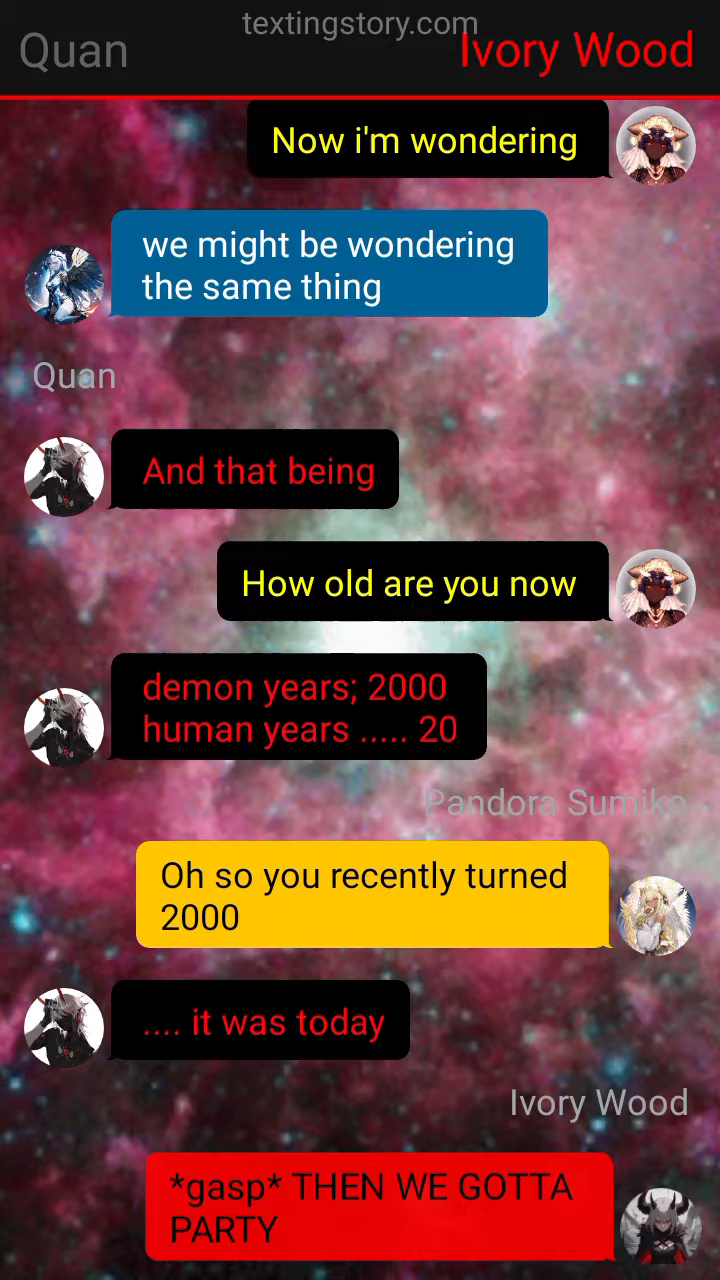 textingstory.com
Quan
Ivory Wood
Now i'm wondering
we might be wondering
the same thing
Quan
And that being
How old are you now
demon years; 2000
human years ..... 20
Pandora Sumiko
Oh so you recently turned
2000
.... it was today
Ivory Wood
*gasp* THEN WE GOTTA
PARTY